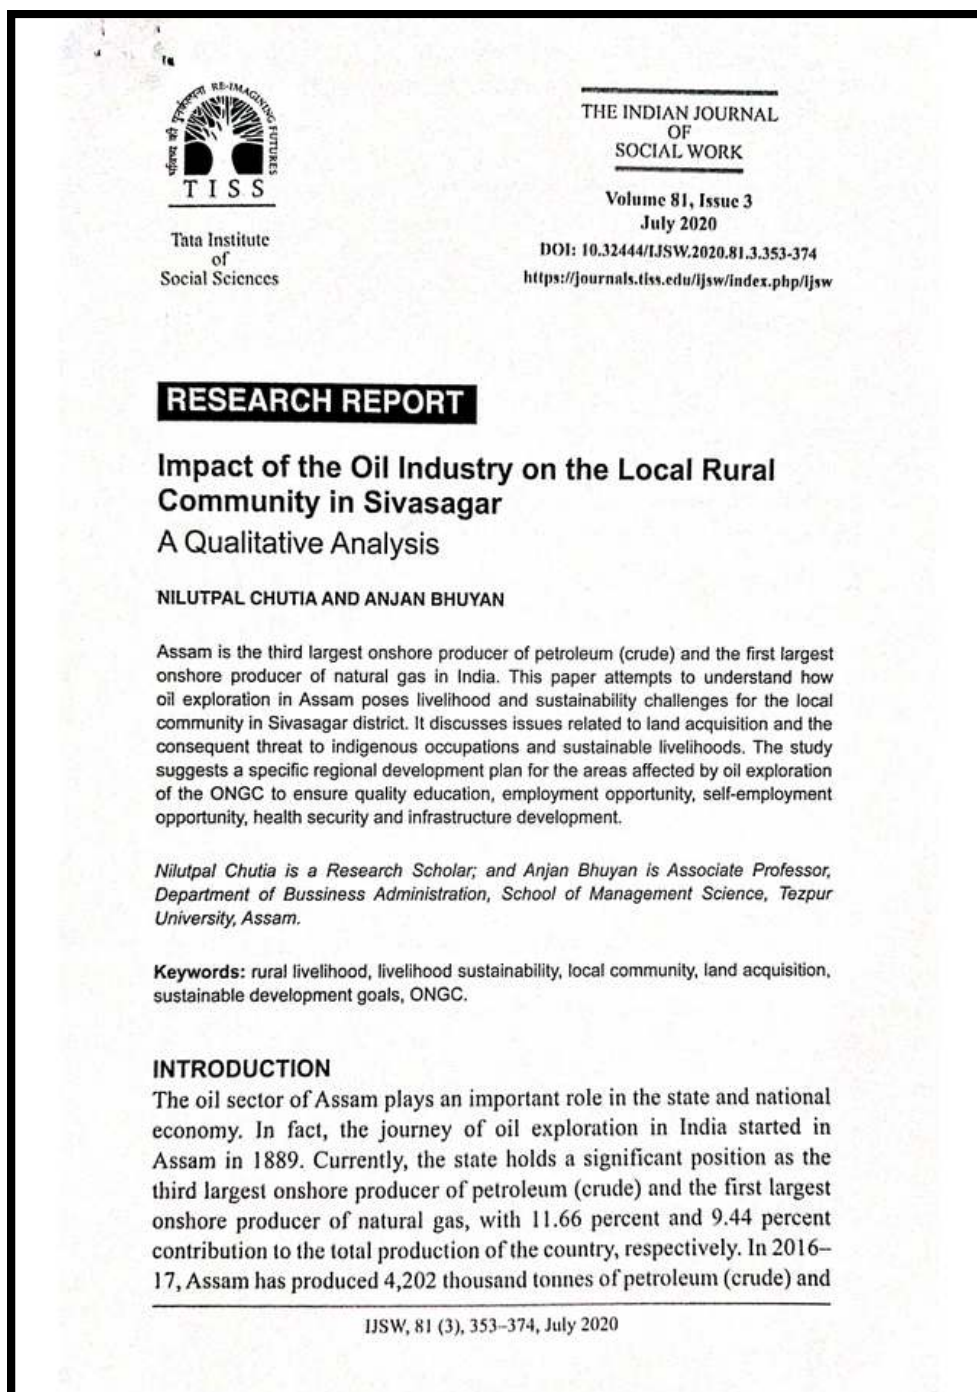 भविष्य की पुनर्कल्पना RE-IMAGINING FUTURES
TISS
Tata Institute
of
Social Sciences
THE INDIAN JOURNAL
OF
SOCIAL WORK
Volume 81, Issue 3
July 2020
DOI: 10.32444/IJSW.2020.81.3.353-374
https://journals.tiss.edu/ijsw/index.php/ijsw
RESEARCH REPORT
Impact of the Oil Industry on the Local Rural
Community in Sivasagar
A Qualitative Analysis
NILUTPAL CHUTIA AND ANJAN BHUYAN
Assam is the third largest onshore producer of petroleum (crude) and the first largest
onshore producer of natural gas in India. This paper attempts to understand how
oil exploration in Assam poses livelihood and sustainability challenges for the local
community in Sivasagar district. It discusses issues related to land acquisition and the
consequent threat to indigenous occupations and sustainable livelihoods. The study
suggests a specific regional development plan for the areas affected by oil exploration
of the ONGC to ensure quality education, employment opportunity, self-employment
opportunity, health security and infrastructure development.
Nilutpal Chutia is a Research Scholar; and Anjan Bhuyan is Associate Professor,
Department of Bussiness Administration, School of Management Science, Tezpur
University, Assam.
Keywords: rural livelihood, livelihood sustainability, local community, land acquisition,
sustainable development goals, ONGC.
INTRODUCTION
The oil sector of Assam plays an important role in the state and national
economy. In fact, the journey of oil exploration in India started in
Assam in 1889. Currently, the state holds a significant position as the
third largest onshore producer of petroleum (crude) and the first largest
onshore producer of natural gas, with 11.66 percent and 9.44 percent
contribution to the total production of the country, respectively. In 2016–
17, Assam has produced 4,202 thousand tonnes of petroleum (crude) and
IJSW, 81 (3), 353–374, July 2020